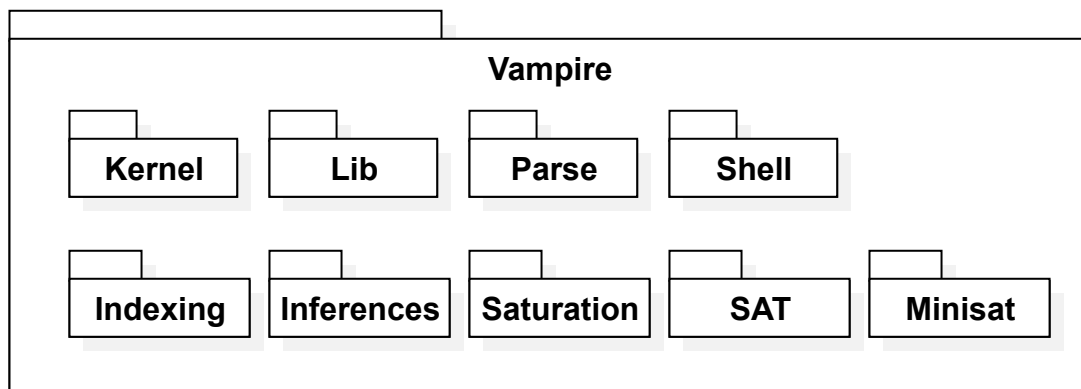 Vampire
Kernel Lib Parse Shell
Indexing Inferences Saturation SAT Minisat